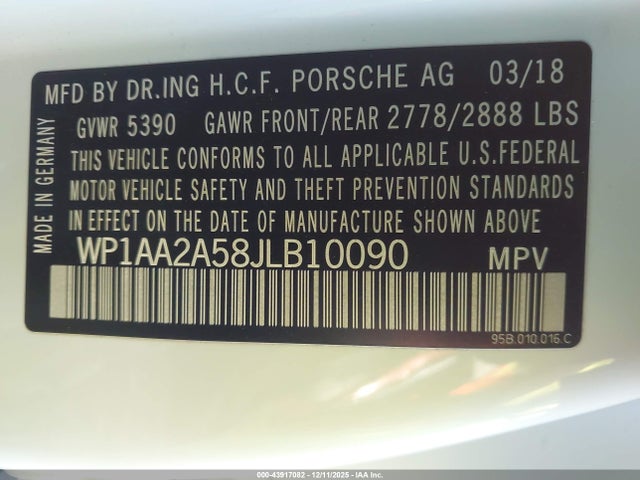 MFD BY DR.ING H.C.F. PORSCHE AG 03/18
GVWR 5390 GAWR FRONT/REAR 2778/2888 LBS
THIS VEHICLE CONFORMS TO ALL APPLICABLE U.S.FEDERAL
MOTOR VEHICLE SAFETY AND THEFT PREVENTION STANDARDS
IN EFFECT ON THE DATE OF MANUFACTURE SHOWN ABOVE
WP1AA2A58JLB10090 MPV
95B.010.016.C
MADE IN GERMANY
000-43917082 - 12/11/2025 - IAA Inc.